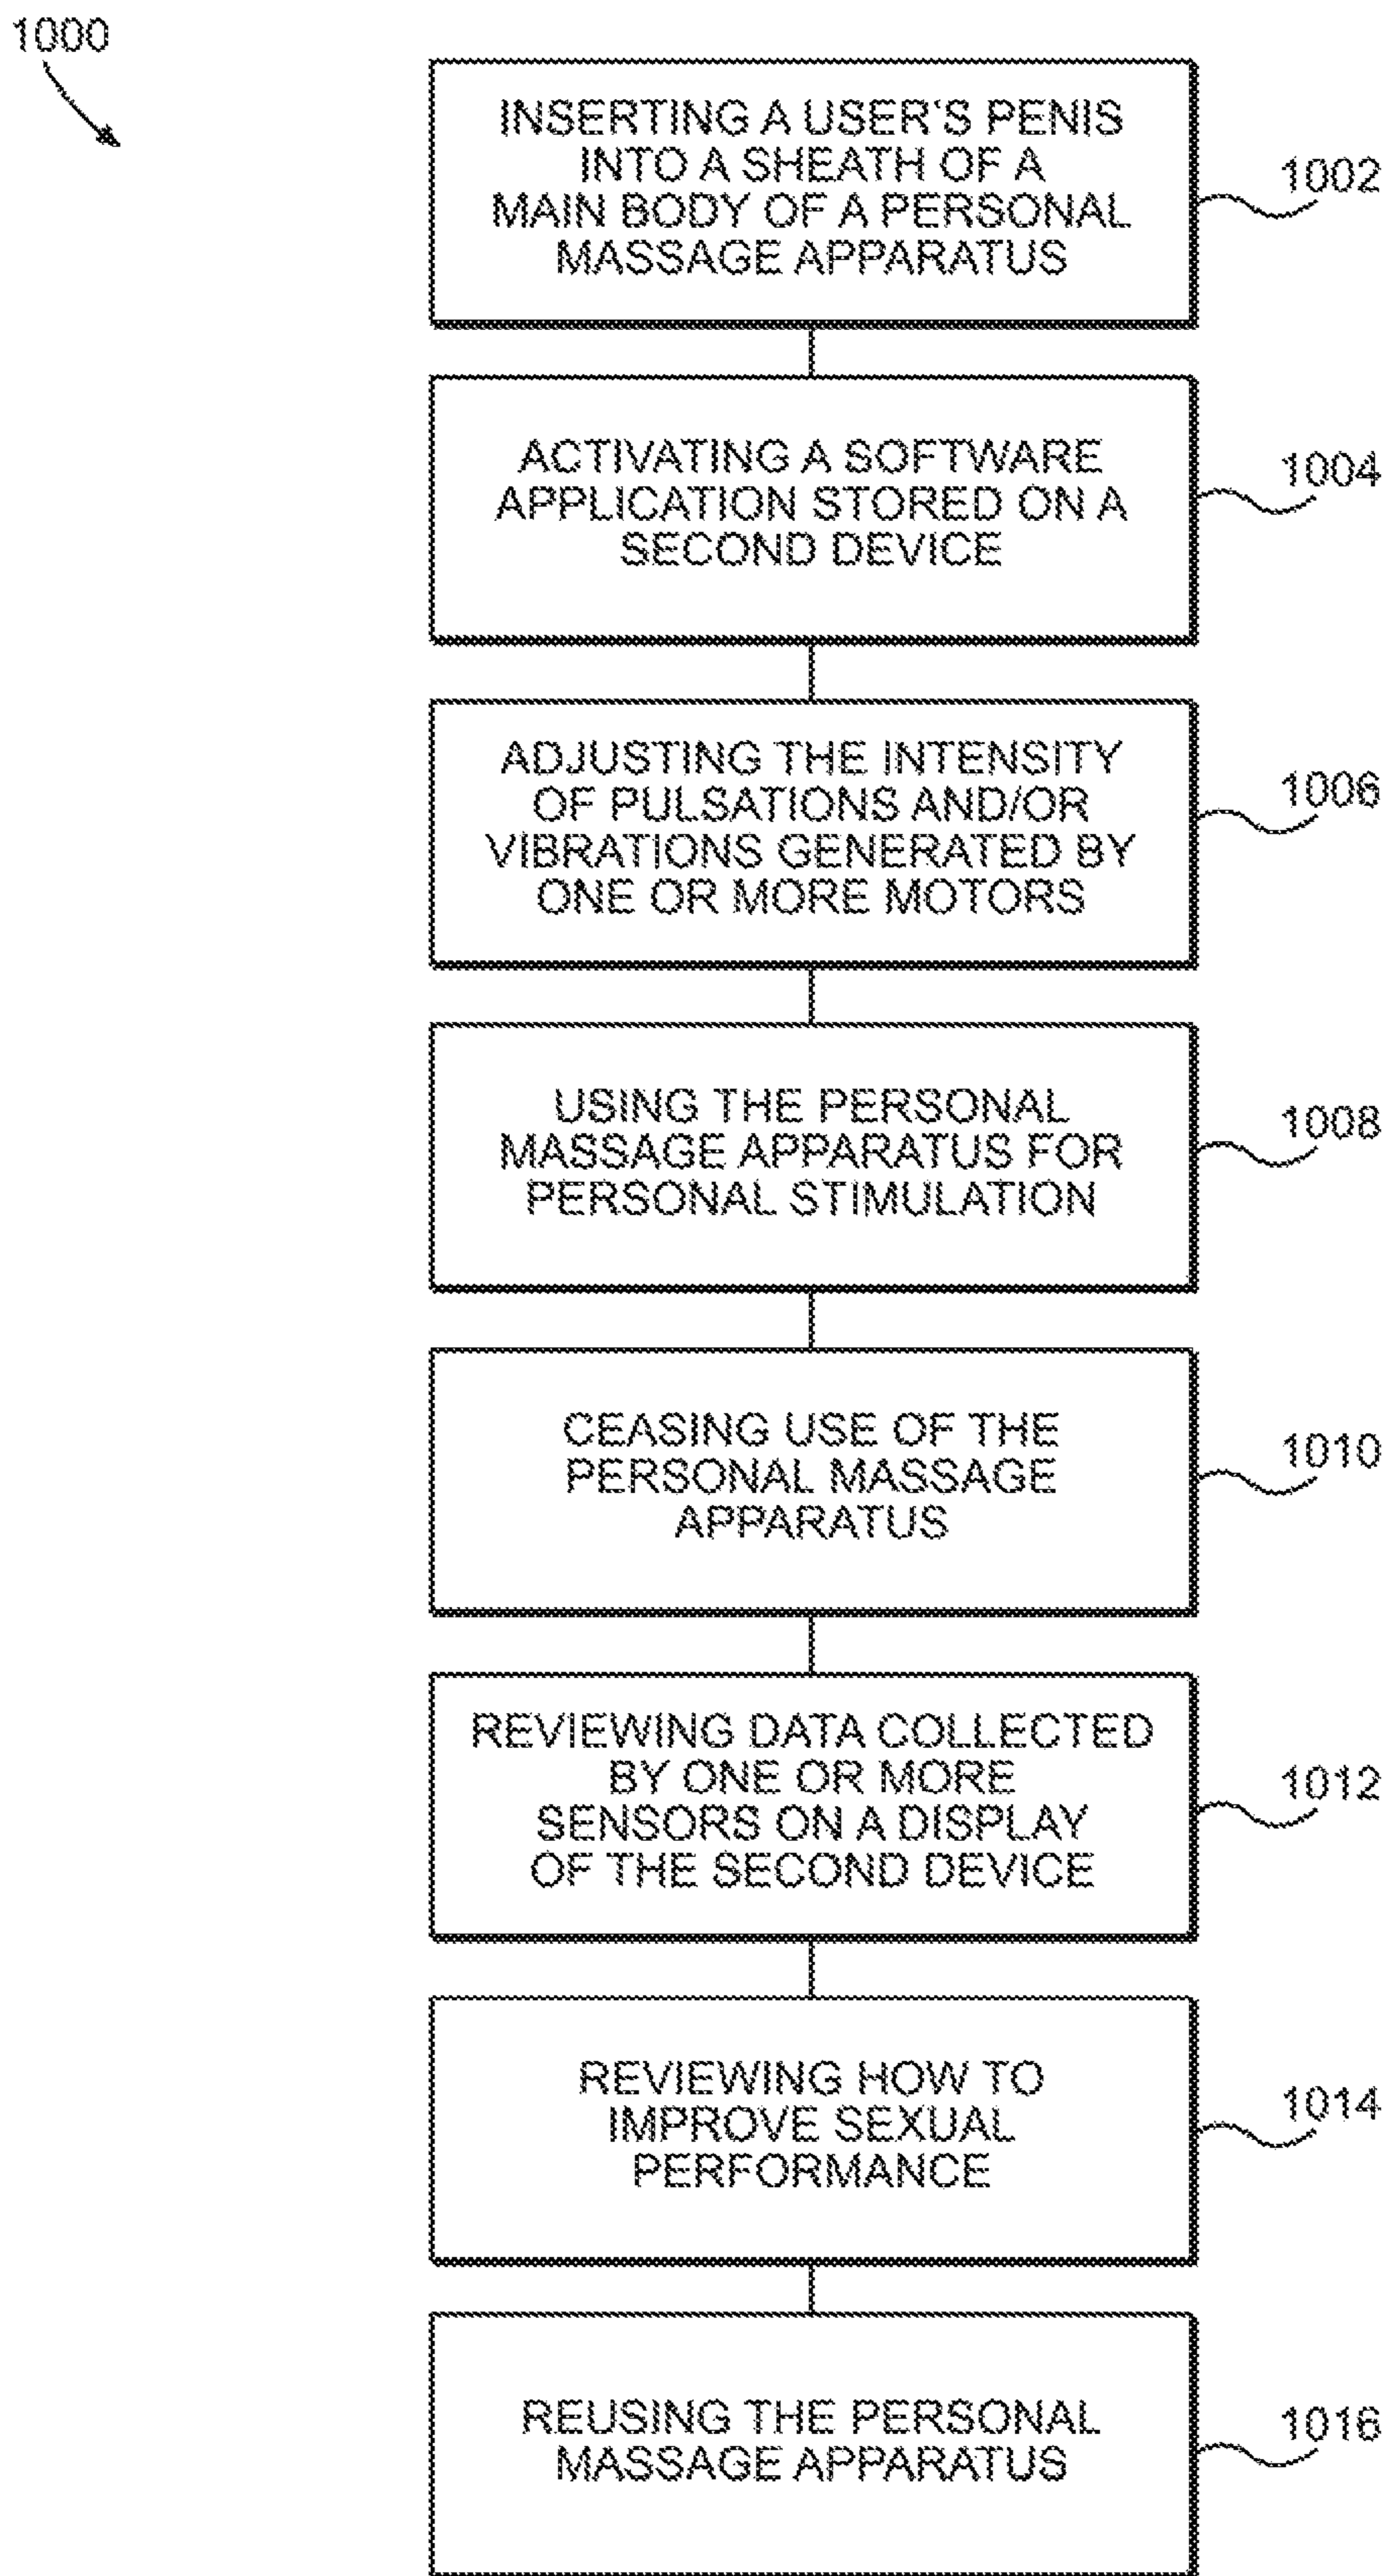 1000
INSERTING A USER'S PENIS
INTO A SHEATH OF A
MAIN BODY OF A PERSONAL
MASSAGE APPARATUS
1002
ACTIVATING A SOFTWARE
APPLICATION STORED ON A
SECOND DEVICE
1004
ADJUSTING THE INTENSITY
OF PULSATIONS AND/OR
VIBRATIONS GENERATED BY
ONE OR MORE MOTORS
1006
USING THE PERSONAL
MASSAGE APPARATUS FOR
PERSONAL STIMULATION
1008
CEASING USE OF THE
PERSONAL MASSAGE
APPARATUS
1010
REVIEWING DATA COLLECTED
BY ONE OR MORE
SENSORS ON A DISPLAY
OF THE SECOND DEVICE
1012
REVIEWING HOW TO
IMPROVE SEXUAL
PERFORMANCE
1014
REUSING THE PERSONAL
MASSAGE APPARATUS
1016